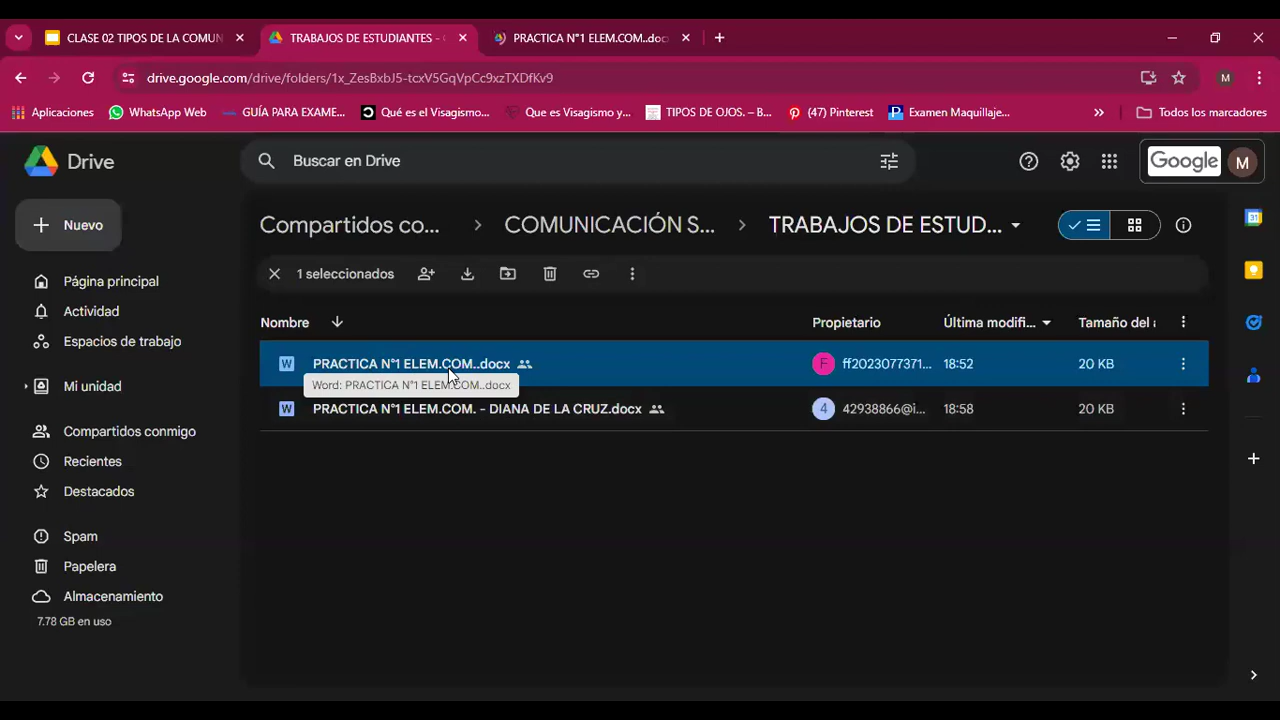 CLASE 02 TIPOS DE LA COMUN
TRABAJOS DE ESTUDIANTES -
PRACTICA N°1 ELEM.COM..docx
drive.google.com/drive/folders/1x_ZesBxbJ5-tcxV5GqVpCc9xzTXDfKv9
M
Aplicaciones
WhatsApp Web
GUÍA PARA EXAME...
Qué es el Visagismo...
Que es Visagismo y...
TIPOS DE OJOS. – B...
(47) Pinterest
Examen Maquillaje...
Todos los marcadores
Drive
Buscar en Drive
Google
M
Nuevo
Compartidos co...
COMUNICACIÓN S...
TRABAJOS DE ESTUD...
1 seleccionados
Página principal
Actividad
Espacios de trabajo
Mi unidad
Compartidos conmigo
Recientes
Destacados
Spam
Papelera
Almacenamiento
7.78 GB en uso
Nombre
Propietario
Última modifi...
Tamaño del a
PRACTICA N°1 ELEM.COM..docx
F
ff2023077371...
18:52
20 KB
Word: PRACTICA N°1 ELEM.COM..docx
PRACTICA N°1 ELEM.COM. - DIANA DE LA CRUZ.docx
4
42938866@i...
18:58
20 KB